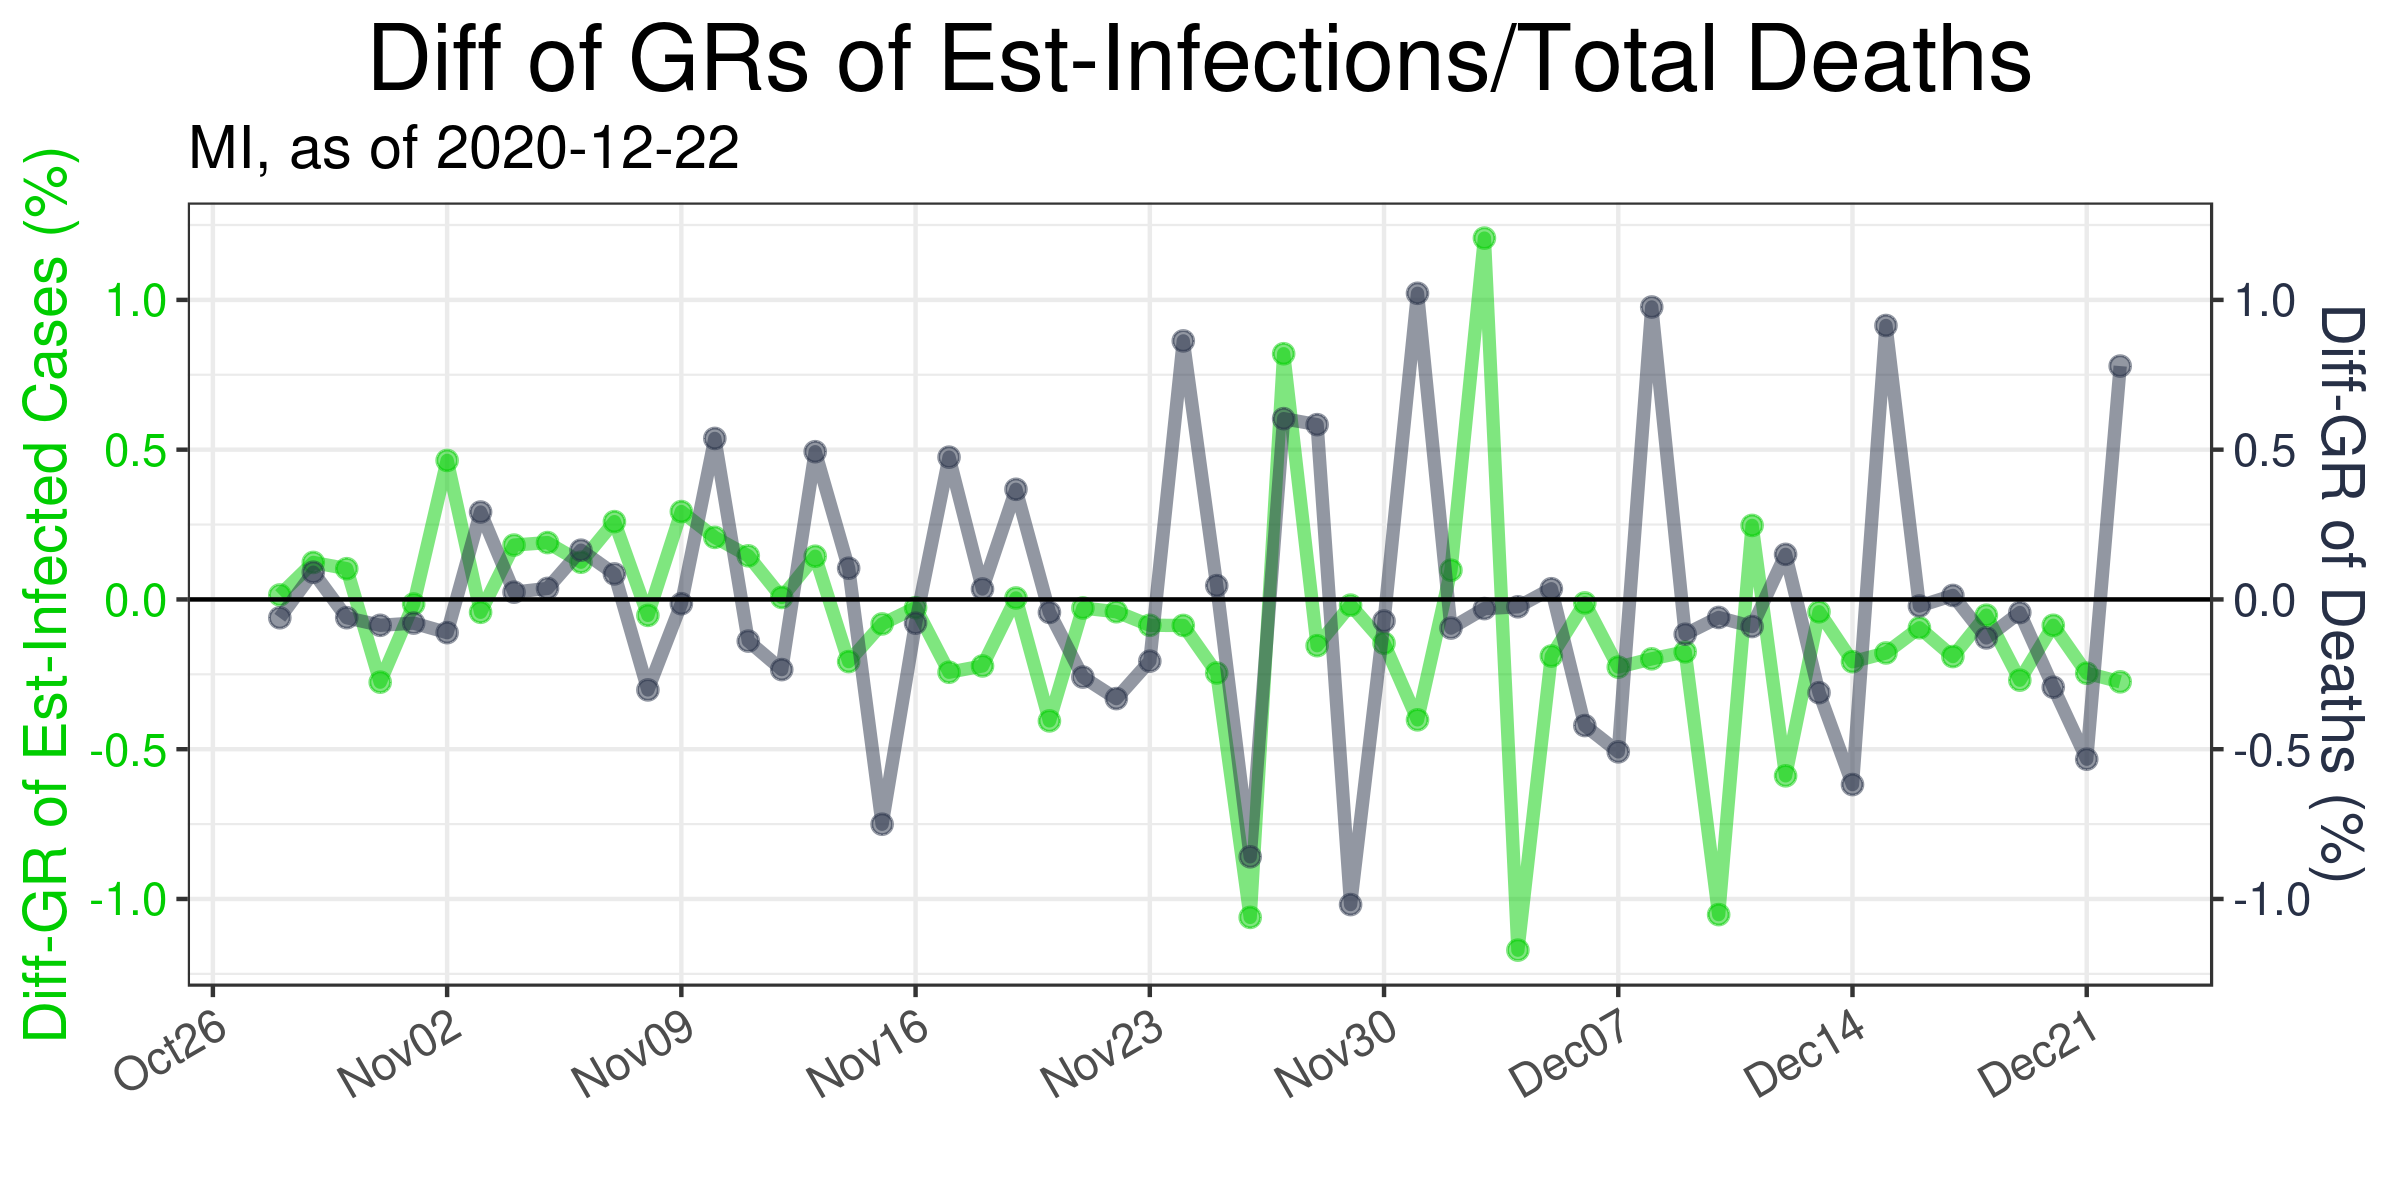 Diff of GRs of Est-Infections/Total Deaths
MI, as of 2020-12-22
Diff-GR of Est-Infected Cases (%)
1.0
0.5
0.0
-0.5
-1.0
1.0
0.5
0.0
-0.5
-1.0
Diff-GR of Deaths (%)
Oct26
Nov02
Nov09
Nov16
Nov23
Nov30
Dec07
Dec14
Dec21